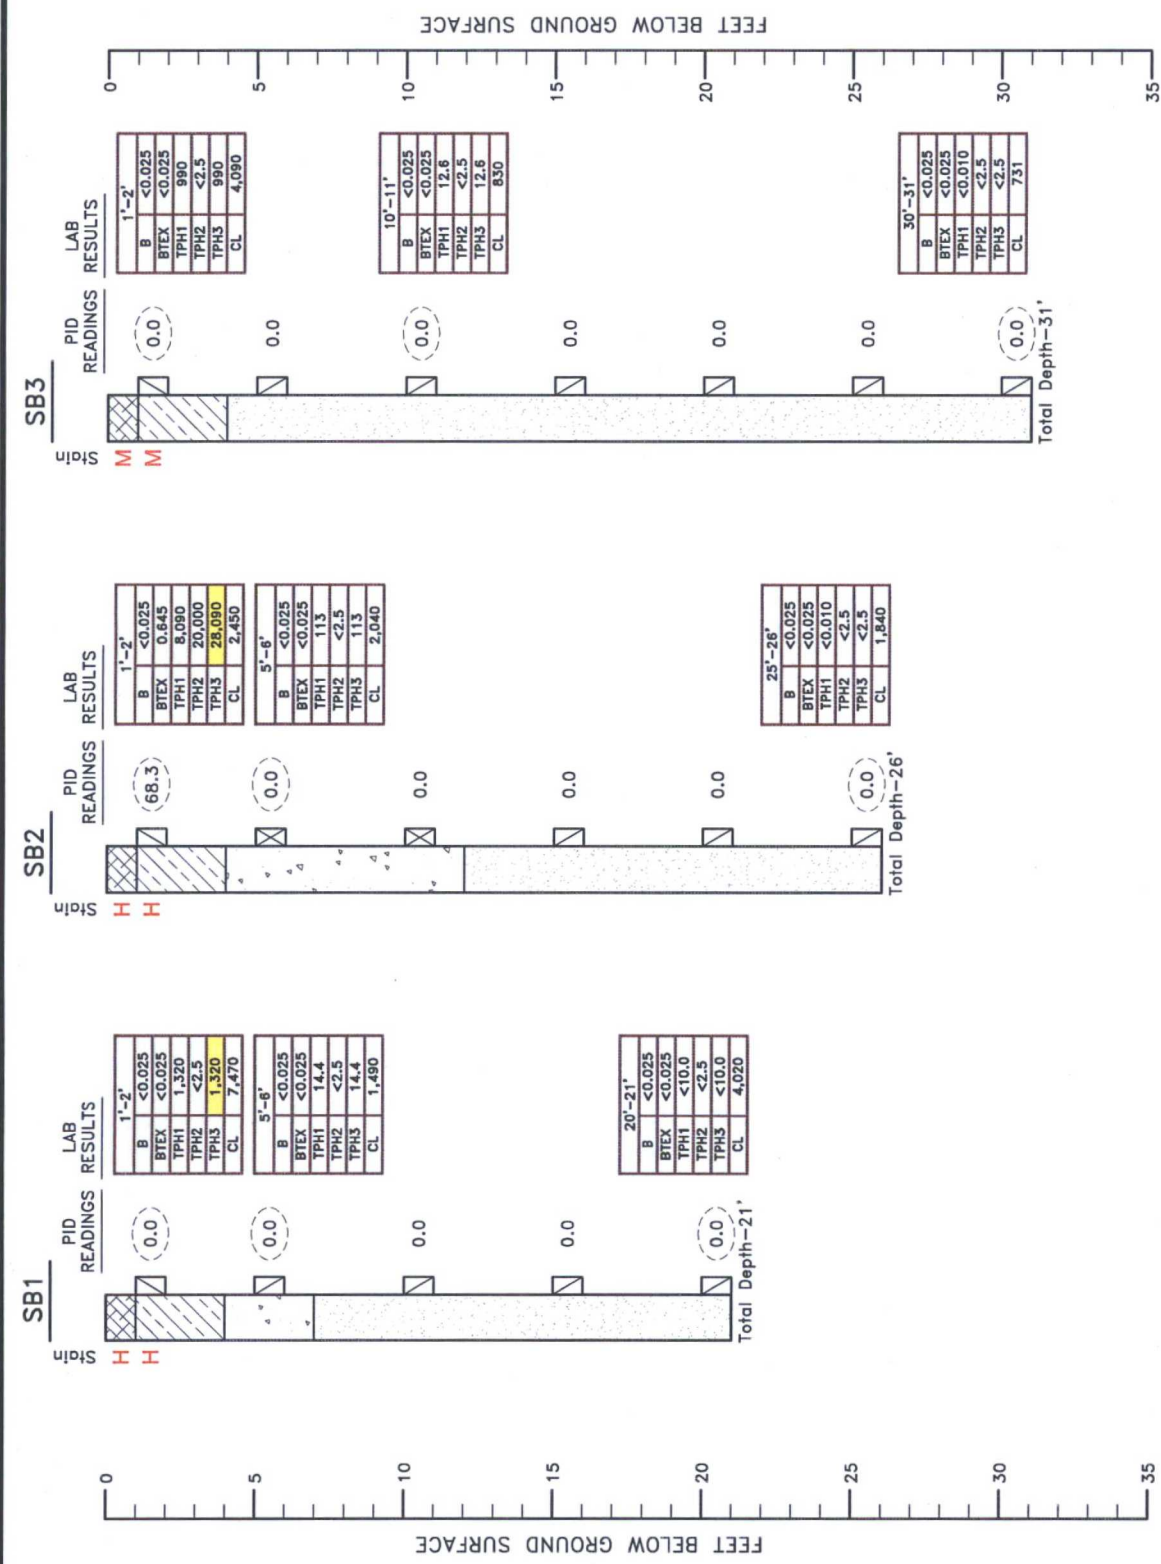 SB1
Stain
H
H
PID
READINGS
0.0
0.0
0.0
0.0
0.0
LAB
RESULTS
1'-2'
B <0.025
BTEX <0.025
TPH1 1,320
TPH2 <2.5
TPH3 1,320
CL 7,470
5'-6'
B <0.025
BTEX <0.025
TPH1 14.4
TPH2 <2.5
TPH3 14.4
CL 1,490
20'-21'
B <0.025
BTEX <0.025
TPH1 <10.0
TPH2 <2.5
TPH3 <10.0
CL 4,020
Total Depth-21'
SB2
Stain
H
H
PID
READINGS
68.3
0.0
0.0
0.0
0.0
0.0
LAB
RESULTS
1'-2'
B <0.025
BTEX 0.645
TPH1 8,090
TPH2 20,000
TPH3 28,090
CL 2,450
5'-6'
B <0.025
BTEX <0.025
TPH1 113
TPH2 <2.5
TPH3 113
CL 2,040
25'-26'
B <0.025
BTEX <0.025
TPH1 <0.010
TPH2 <2.5
TPH3 <2.5
CL 1,840
Total Depth-26'
SB3
Stain
M
M
PID
READINGS
0.0
0.0
0.0
0.0
0.0
0.0
0.0
LAB
RESULTS
1'-2'
B <0.025
BTEX <0.025
TPH1 990
TPH2 <2.5
TPH3 990
CL 4,090
10'-11'
B <0.025
BTEX <0.025
TPH1 12.6
TPH2 <2.5
TPH3 12.6
CL 830
30'-31'
B <0.025
BTEX <0.025
TPH1 <0.010
TPH2 <2.5
TPH3 <2.5
CL 731
Total Depth-31'
FEET BELOW GROUND SURFACE
0
5
10
15
20
25
30
35
FEET BELOW GROUND SURFACE
0
5
10
15
20
25
30
35